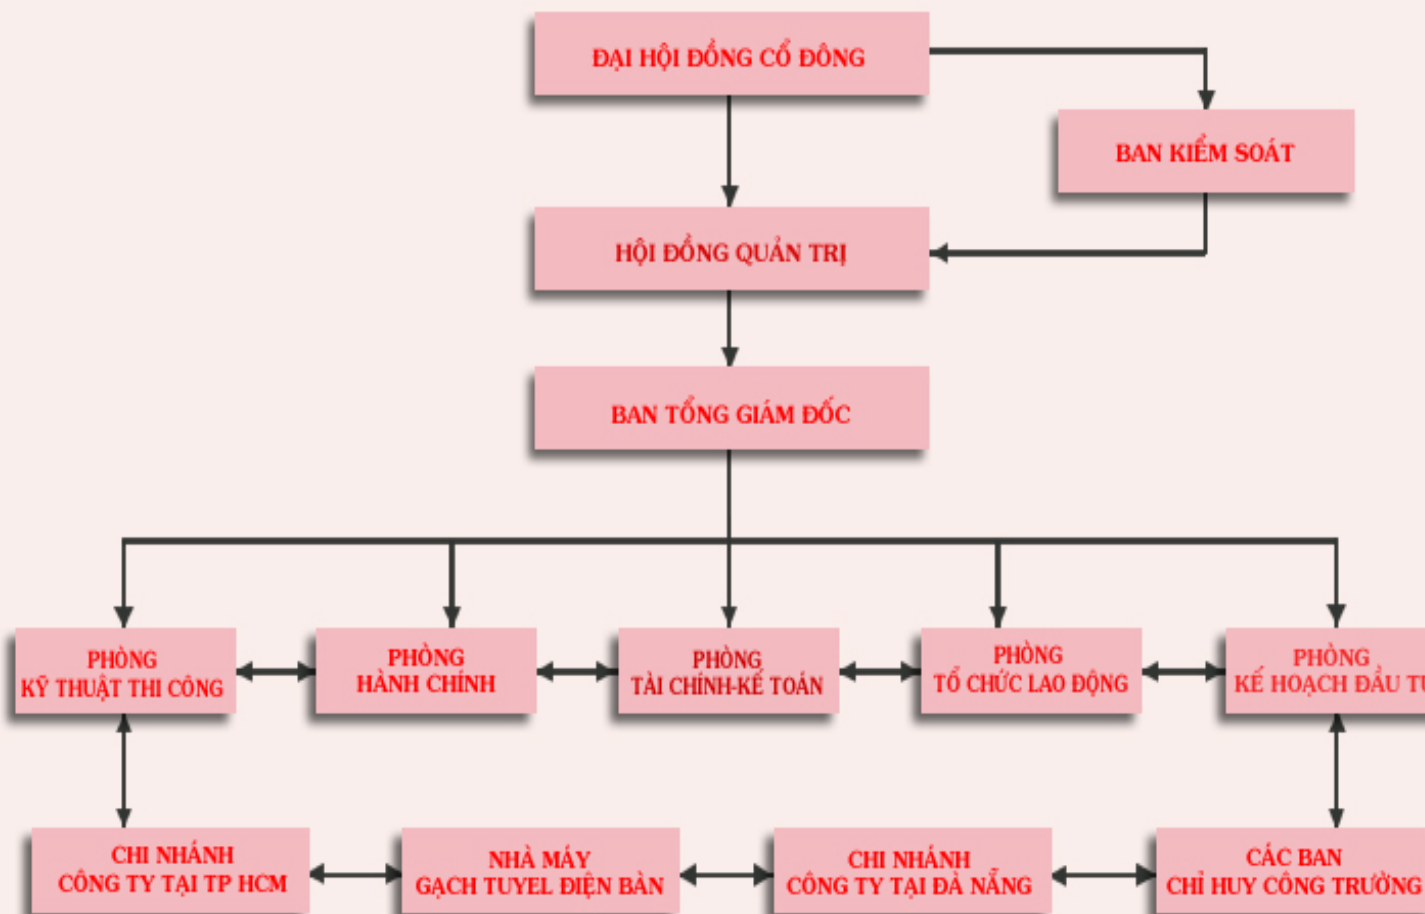 ĐẠI HỘI ĐỒNG CỔ ĐÔNG
BAN KIỂM SOÁT
HỘI ĐỒNG QUẢN TRỊ
BAN TỔNG GIÁM ĐỐC
PHÒNG
KỸ THUẬT THI CÔNG
PHÒNG
HÀNH CHÍNH
PHÒNG
TÀI CHÍNH-KẾ TOÁN
PHÒNG
TỔ CHỨC LAO ĐỘNG
PHÒNG
KẾ HOẠCH ĐẦU TƯ
CHI NHÁNH
CÔNG TY TẠI TP HCM
NHÀ MÁY
GẠCH TUYEL ĐIỆN BÀN
CHI NHÁNH
CÔNG TY TẠI ĐÀ NẴNG
CÁC BAN
CHỈ HUY CÔNG TRƯỜNG